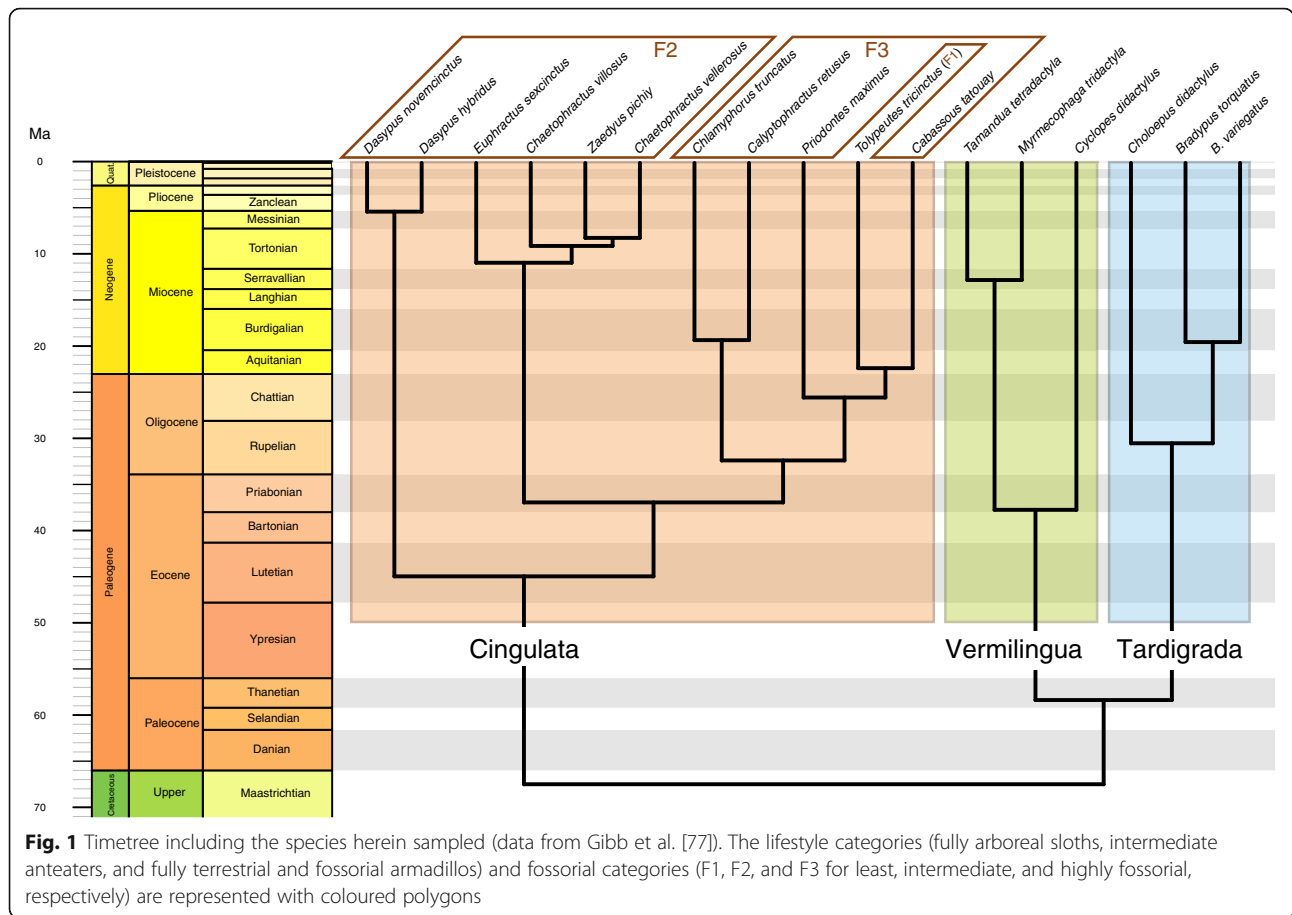 F2
F3
Dasypus novemcinctus
Dasypus hybridus
Euphractus sexcinctus
Chaetophractus villosus
Zaedyus pichiy
Chaetophractus vellerosus
Chlamyphorus truncatus
Calyptophractus retusus
Priodontes maximus
Tolypeutes tricinctus (F1)
Cabassous tatouay
Tamandua tetradactyla
Myrmecophaga tridactyla
Cyclopes didactylus
Choloepus didactylus
Bradypus torquatus
B. variegatus
Ma
0
10
20
30
40
50
60
70
Quat.
Neogene
Paleogene
Cretaceous
Pleistocene
Pliocene
Miocene
Oligocene
Eocene
Paleocene
Upper
Zanclean
Messinian
Tortonian
Serravallian
Langhian
Burdigalian
Aquitanian
Chattian
Rupelian
Priabonian
Bartonian
Lutetian
Ypresian
Thanetian
Selandian
Danian
Maastrichtian
Cingulata
Vermilingua
Tardigrada
Fig. 1 Timetree including the species herein sampled (data from Gibb et al. [77]). The lifestyle categories (fully arboreal sloths, intermediate
anteaters, and fully terrestrial and fossorial armadillos) and fossorial categories (F1, F2, and F3 for least, intermediate, and highly fossorial,
respectively) are represented with coloured polygons